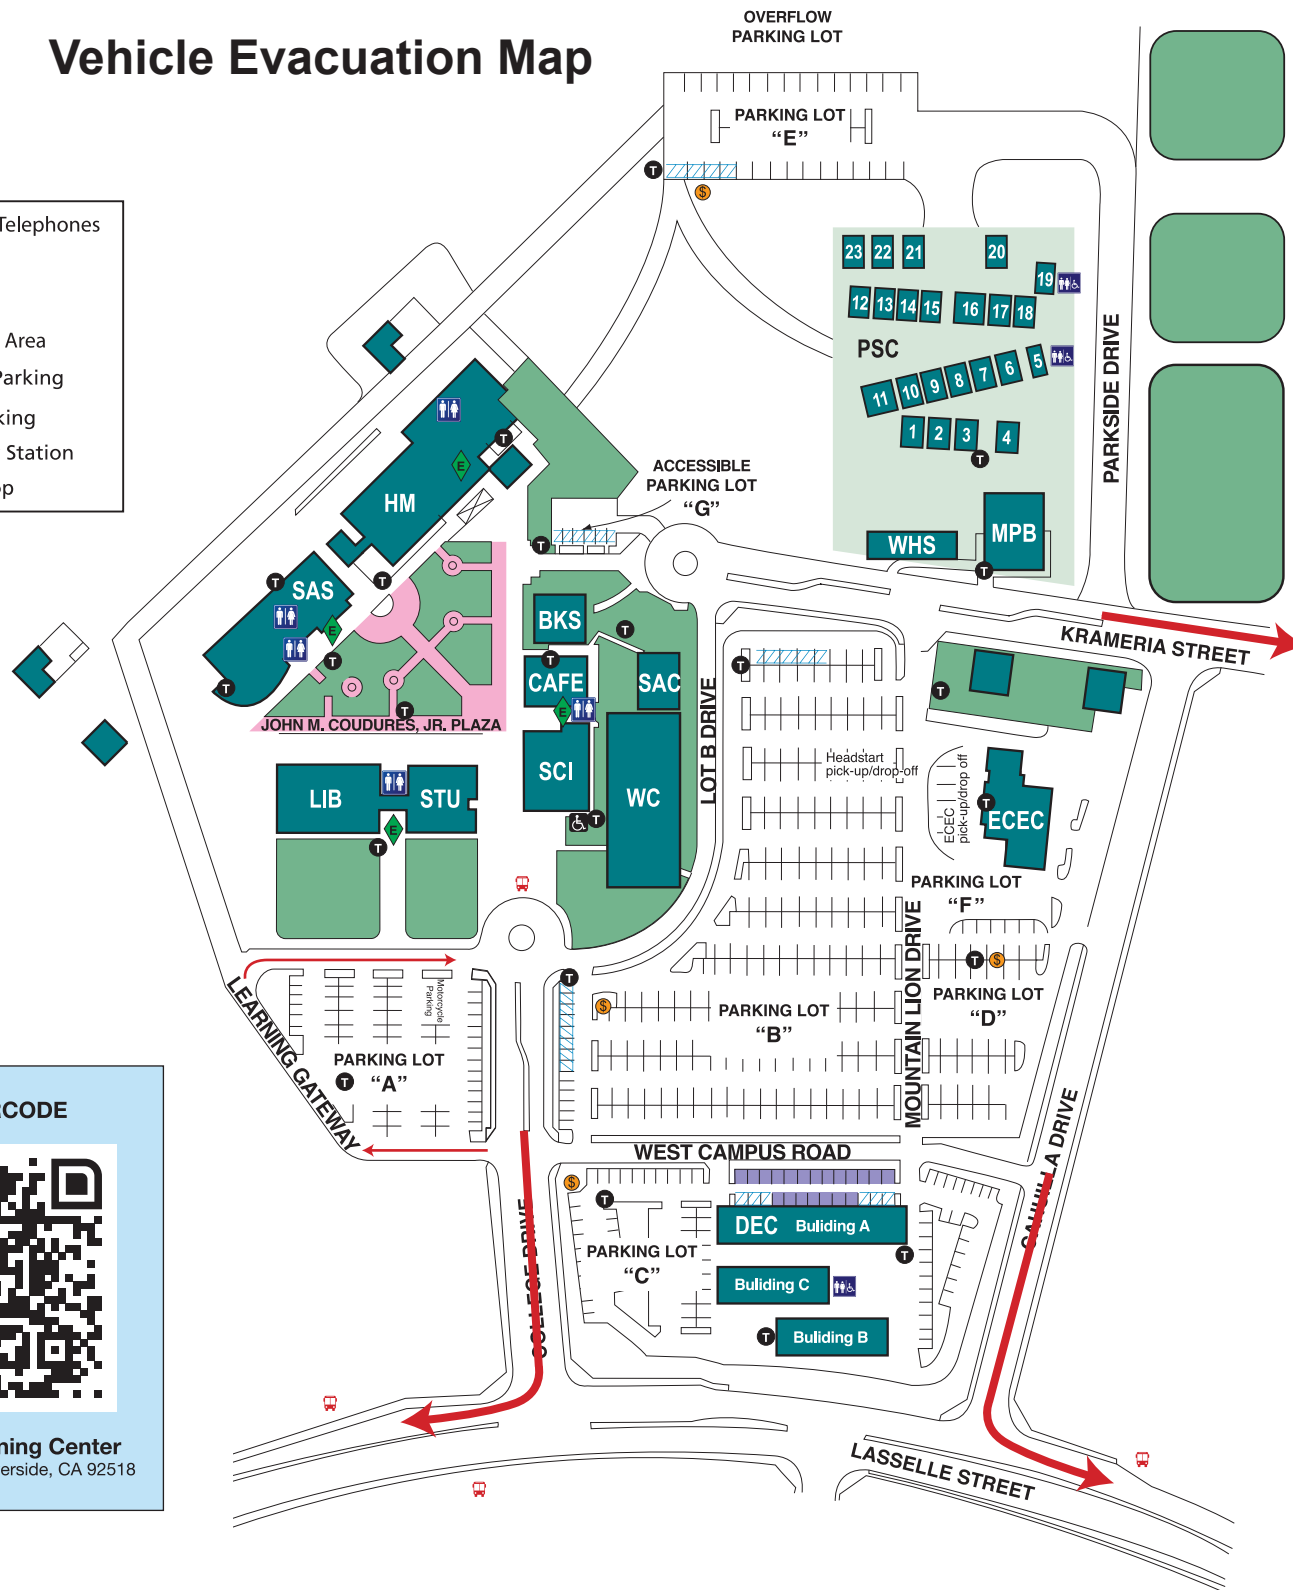 Vehicle Evacuation Map
OVERFLOW
PARKING LOT
PARKING LOT
“E”
T
$
Telephones
Area
Parking
Station
23
22
21
20
19
12
13
14
15
16
17
18
PSC
5
6
7
8
9
10
11
1
2
3
4
T
PARKSIDE DRIVE
ACCESSIBLE
PARKING LOT
“G”
HM
E
T
T
WHS
MPB
T
T
SAS
T
T
E
T
T
T
JOHN M. COUDURES, JR. PLAZA
BKS
T
T
CAFE
SAC
E
SCI
WC
T
LOT B DRIVE
KRAMERIA STREET
T
T
Headstart
pick-up/drop-off
ECEC
pick-up/drop off
T
ECEC
LIB
STU
E
T
PARKING LOT
“F”
MOUNTAIN LION DRIVE
T
$
PARKING LOT
“D”
LEARNING GATEWAY
Motorcycle
Parking
PARKING LOT
“A”
T
T
$
PARKING LOT
“B”
WEST CAMPUS ROAD
CAHUILLA DRIVE
COLLEGE DRIVE
$
T
PARKING LOT
“C”
DEC Buliding A
T
Buliding C
T
Buliding B
LASSELLE STREET
CODE
ning Center
erside, CA 92518